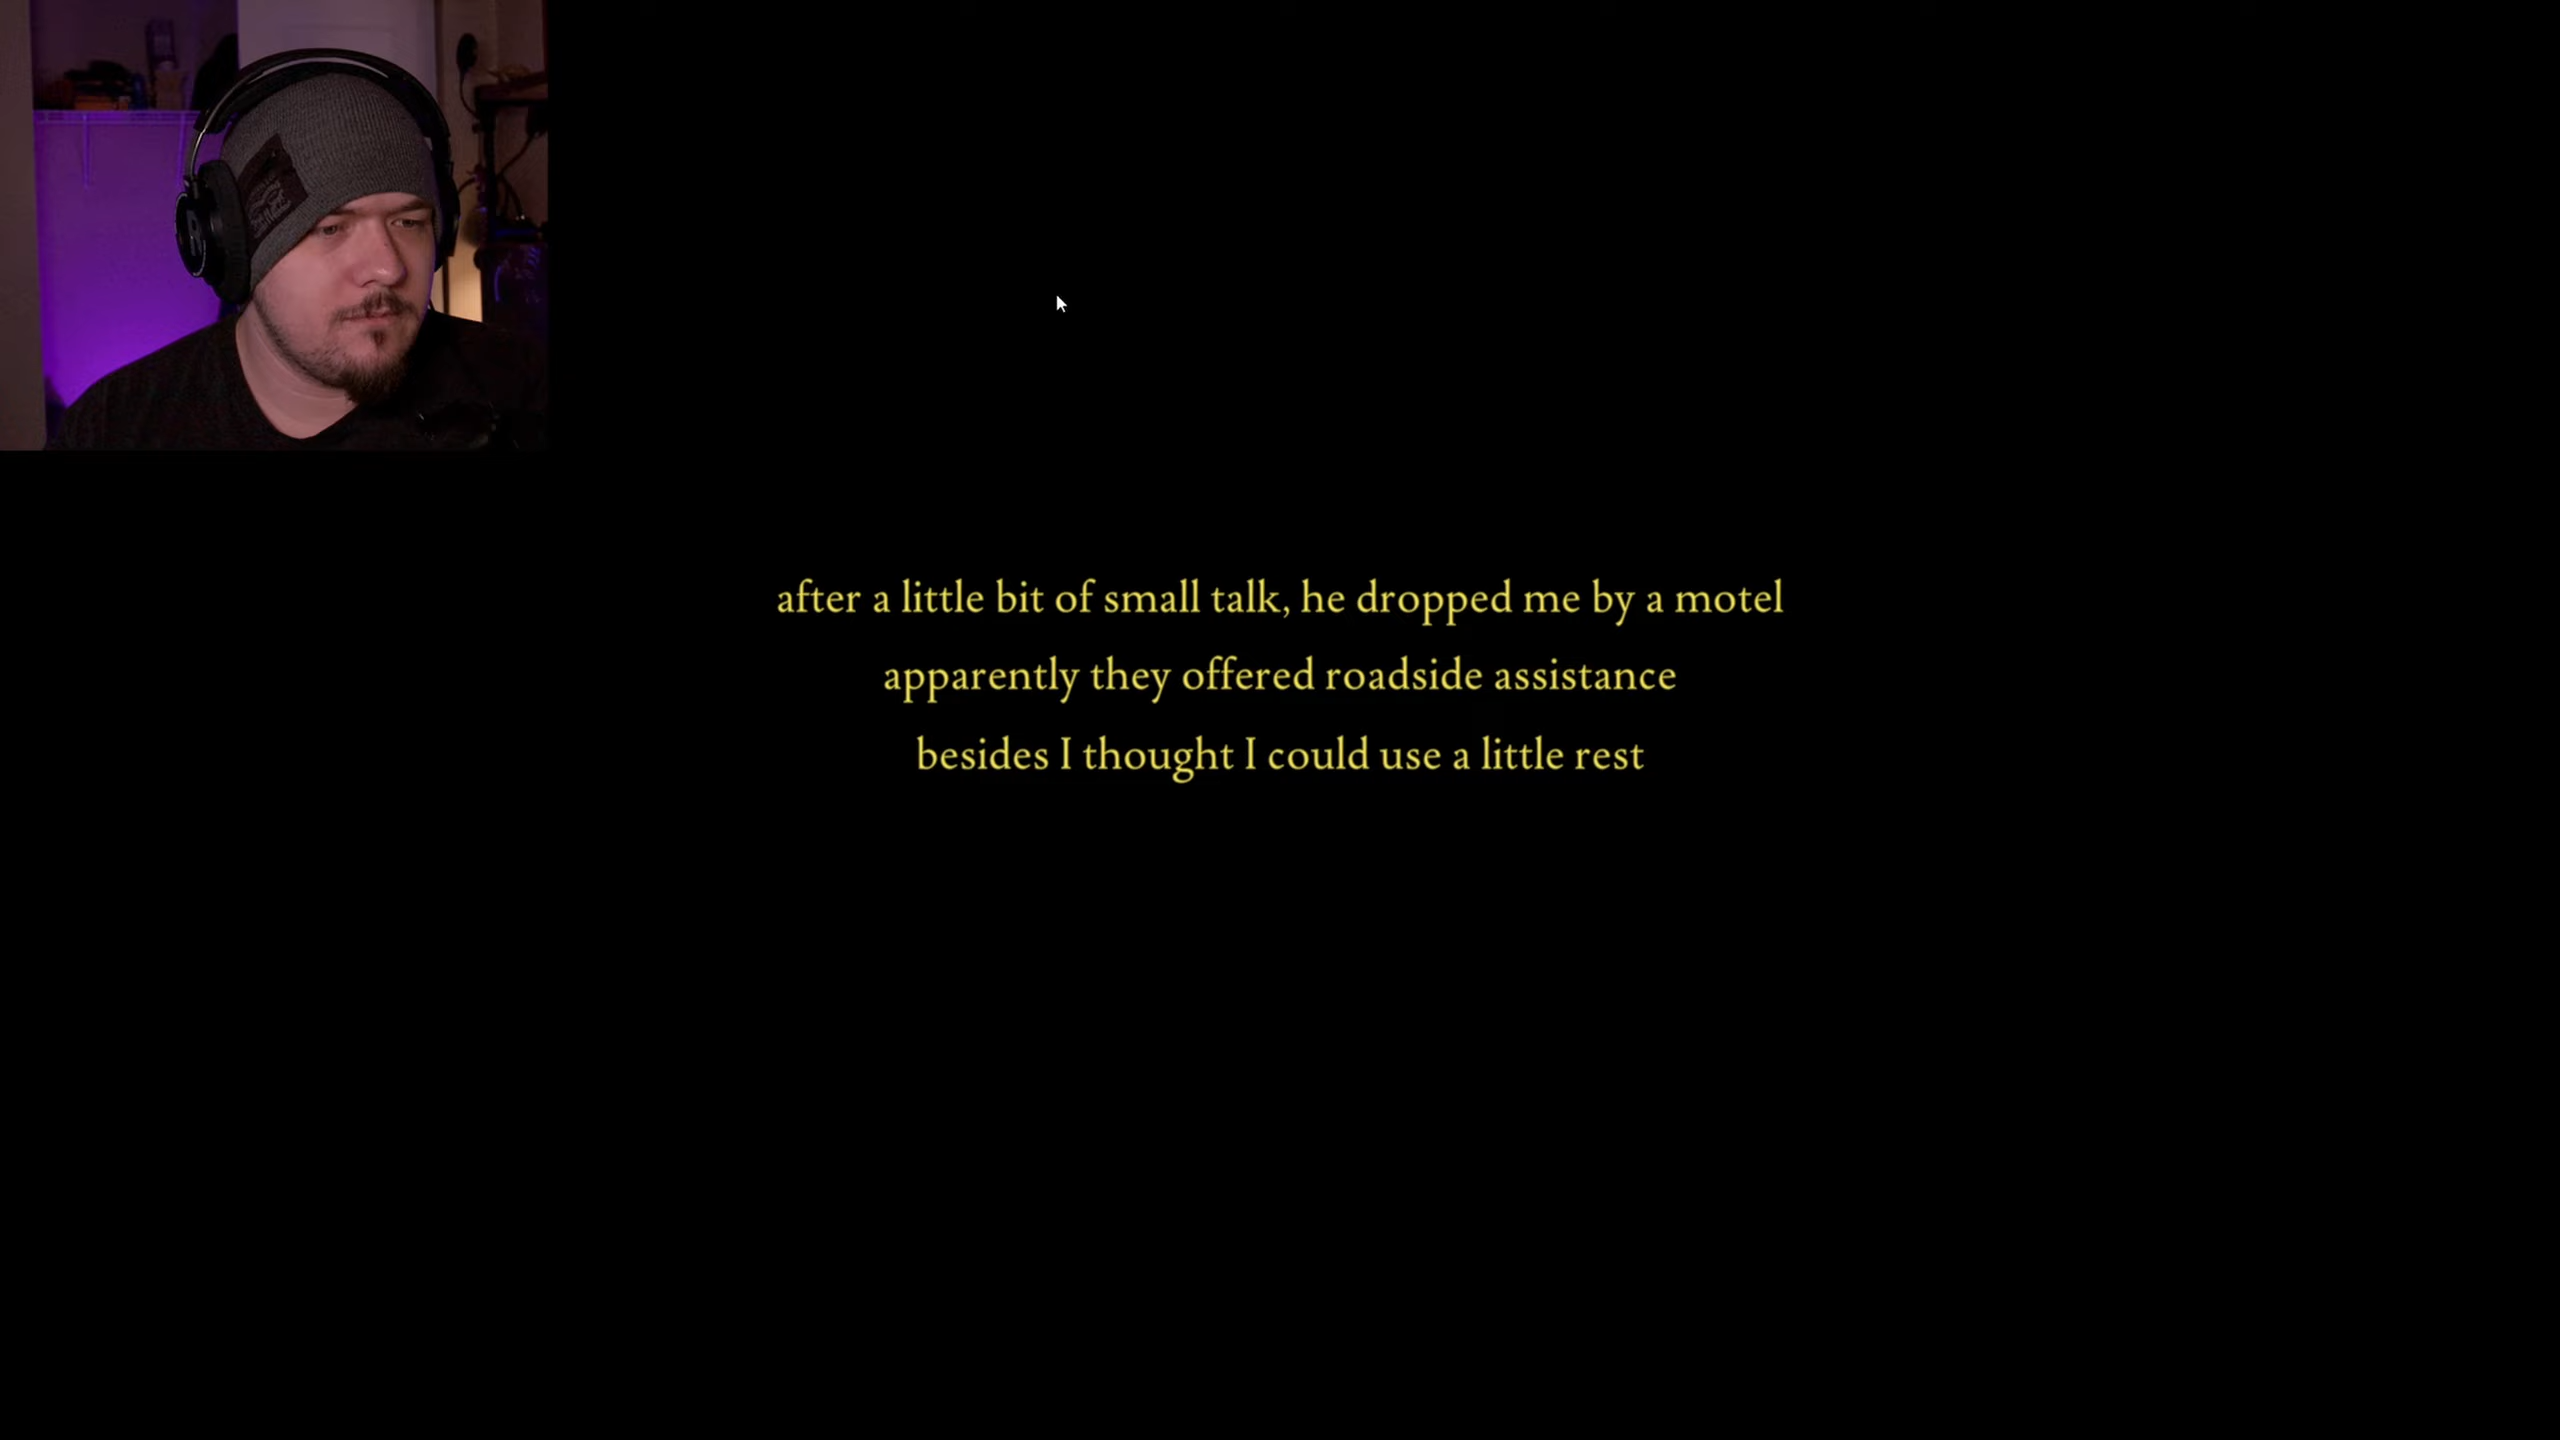 after a little bit of small talk, he dropped me by a motel
apparently they offered roadside assistance
besides I thought I could use a little rest